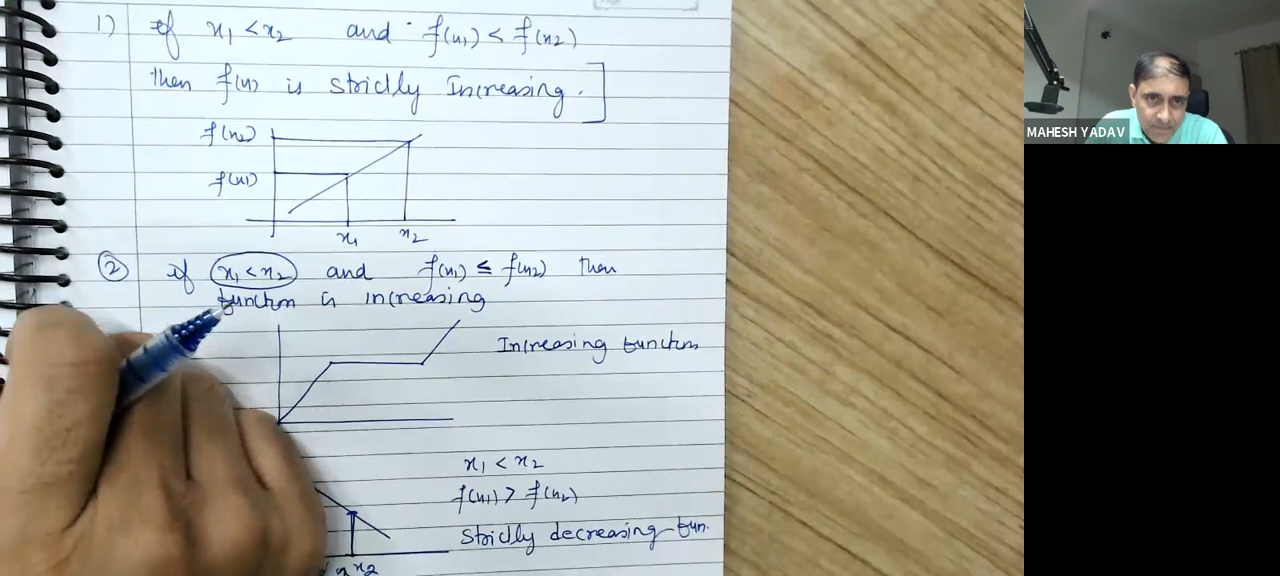 1) If x₁ < x₂ and f(x₁) < f(x₂)
then f(x) is strictly Increasing.
f(x₂)
f(x₁)
x₁ x₂
② If x₁ < x₂ and f(x₁) ≤ f(x₂) then
function is increasing
Increasing function
x₁ < x₂
f(x₁) > f(x₂)
Strictly decreasing fun.
x₂
MAHESH YADAV